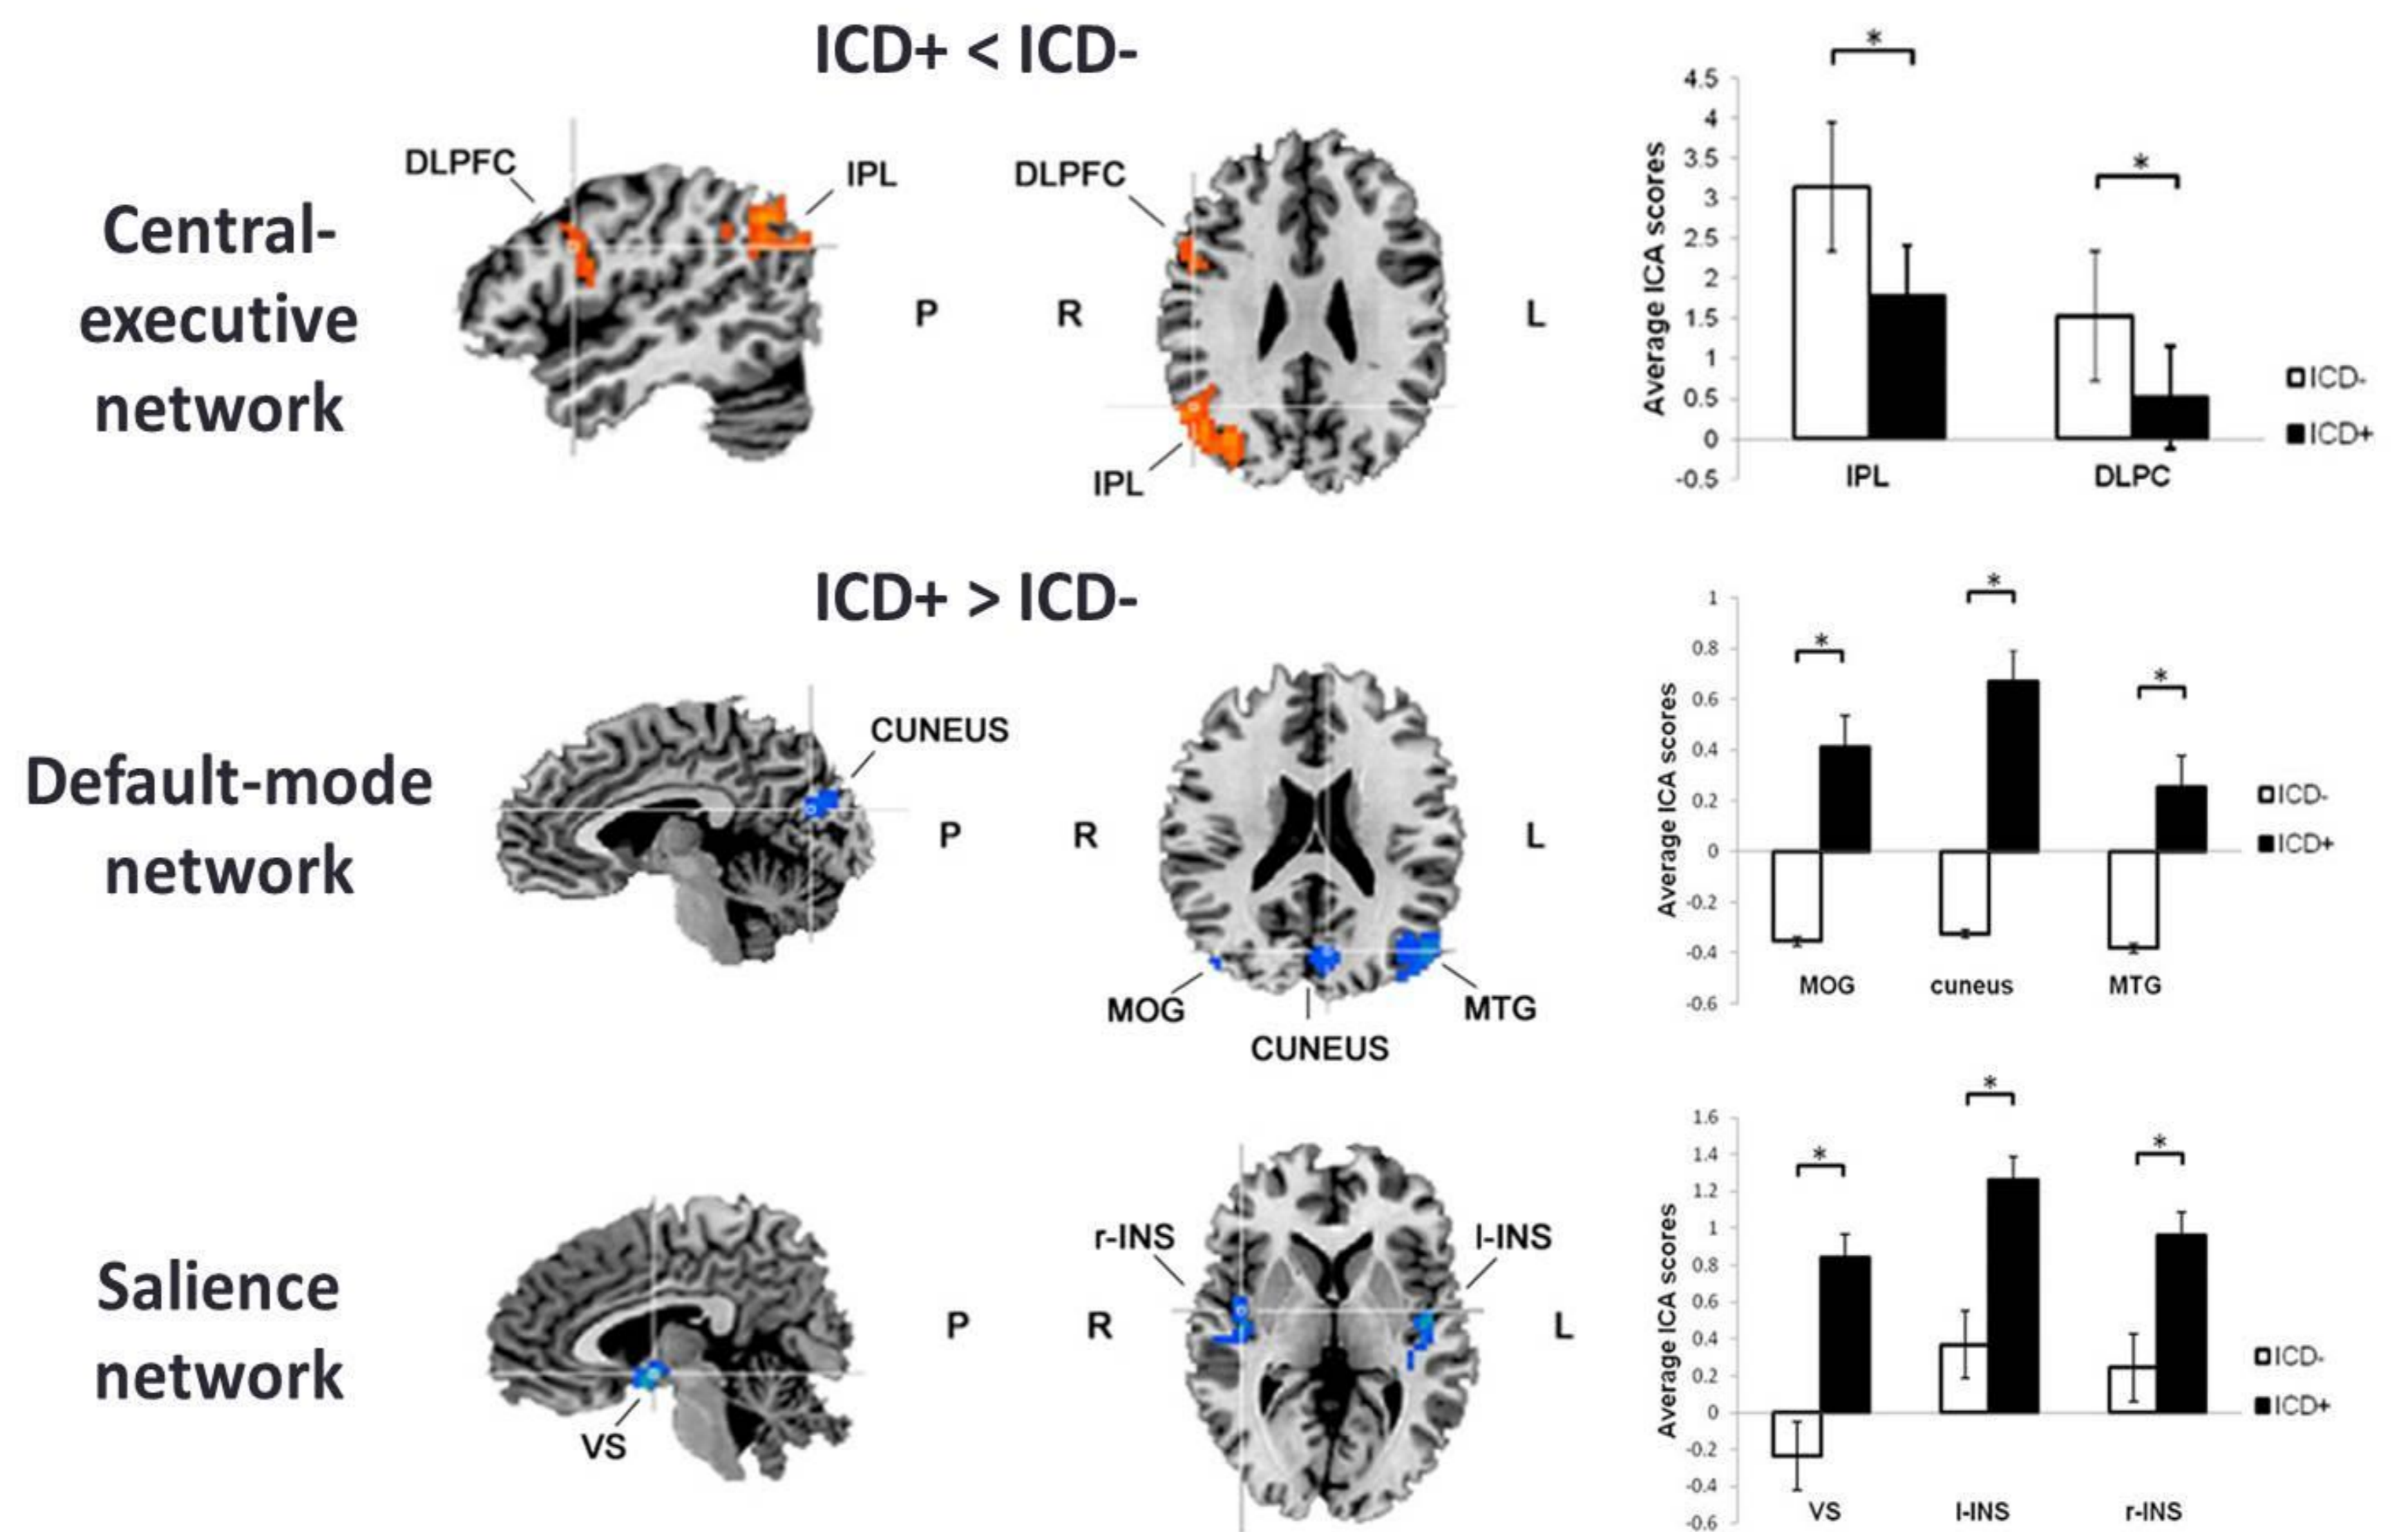 ICD+ < ICD-
Central-
executive
network
DLPFC
IPL
P
DLPFC
IPL
R
L
*
*
Average ICA scores
4.5
4
3.5
3
2.5
2
1.5
1
0.5
0
-0.5
IPL
DLPC
ICD-
ICD+
ICD+ > ICD-
Default-mode
network
CUNEUS
P
R
L
MOG
CUNEUS
MTG
*
*
*
Average ICA scores
1
0.8
0.6
0.4
0.2
0
-0.2
-0.4
-0.6
MOG
cuneus
MTG
ICD-
ICD+
Salience
network
VS
P
r-INS
l-INS
R
L
*
*
*
Average ICA scores
1.6
1.4
1.2
1
0.8
0.6
0.4
0.2
0
-0.2
-0.4
-0.6
VS
l-INS
r-INS
ICD-
ICD+